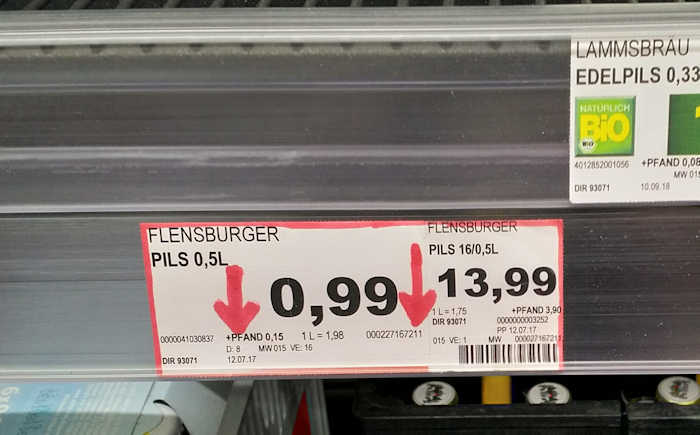 LAMMSBRÄU
EDELPILS 0,33
NATÜRLICH
BiO
BIO
4012852001056
+PFAND 0,08
MW 015
DIR 93071
10.09.18
FLENSBURGER
PILS 0,5L
0,99
0000041030837
+PFAND 0,15
1 L = 1,98
000227167211
D: 8
MW 015 VE: 16
DIR 93071
12.07.17
FLENSBURGER
PILS 16/0,5L
13,99
1 L = 1,75
+PFAND 3,90
DIR 93071
0000000003252
PP 12.07.17
015 VE: 1
MW
000227167211